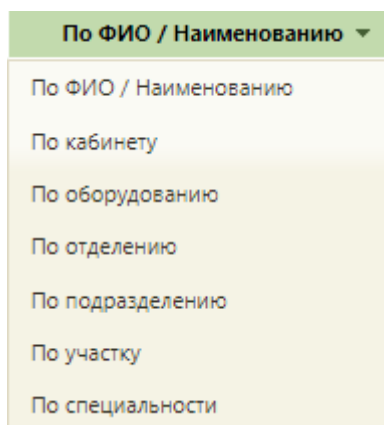 По ФИО / Наименованию
По ФИО / Наименованию
По кабинету
По оборудованию
По отделению
По подразделению
По участку
По специальности